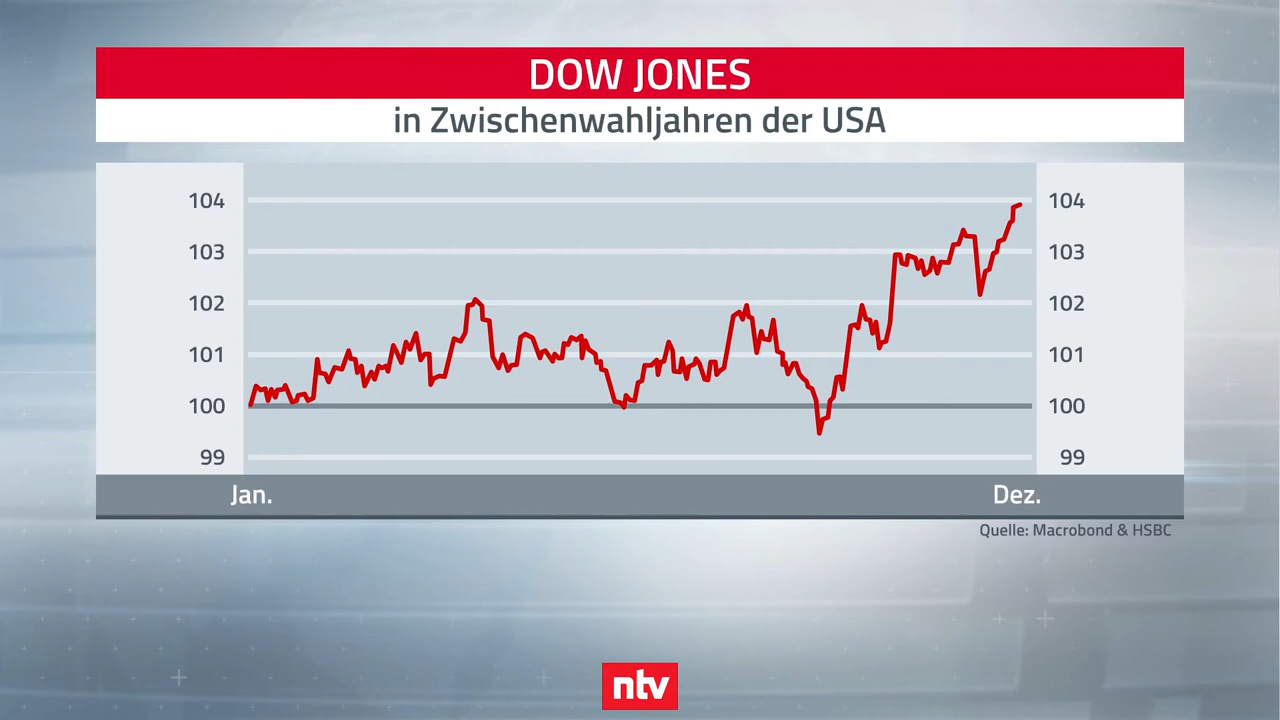 DOW JONES
in Zwischenwahljahren der USA
104 104
103 103
102 102
101 101
100 100
99 99
Jan. Dez.
Quelle: Macrobond & HSBC
ntv